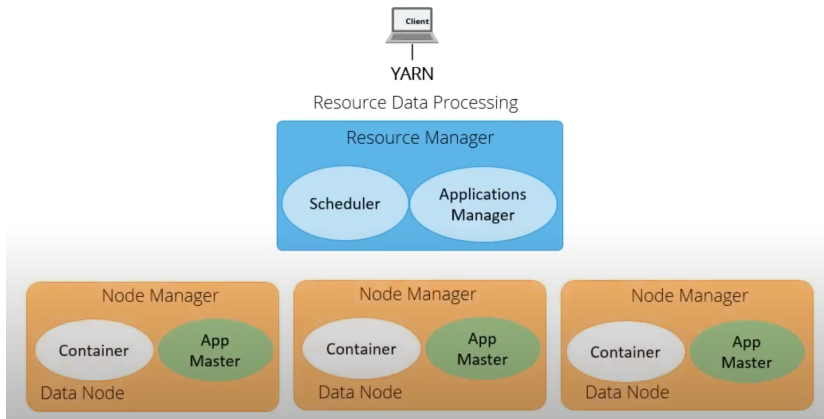 Client
YARN
Resource Data Processing
Resource Manager
Scheduler
Applications
Manager
Node Manager
Container
App
Master
Data Node
Node Manager
Container
App
Master
Data Node
Node Manager
Container
App
Master
Data Node